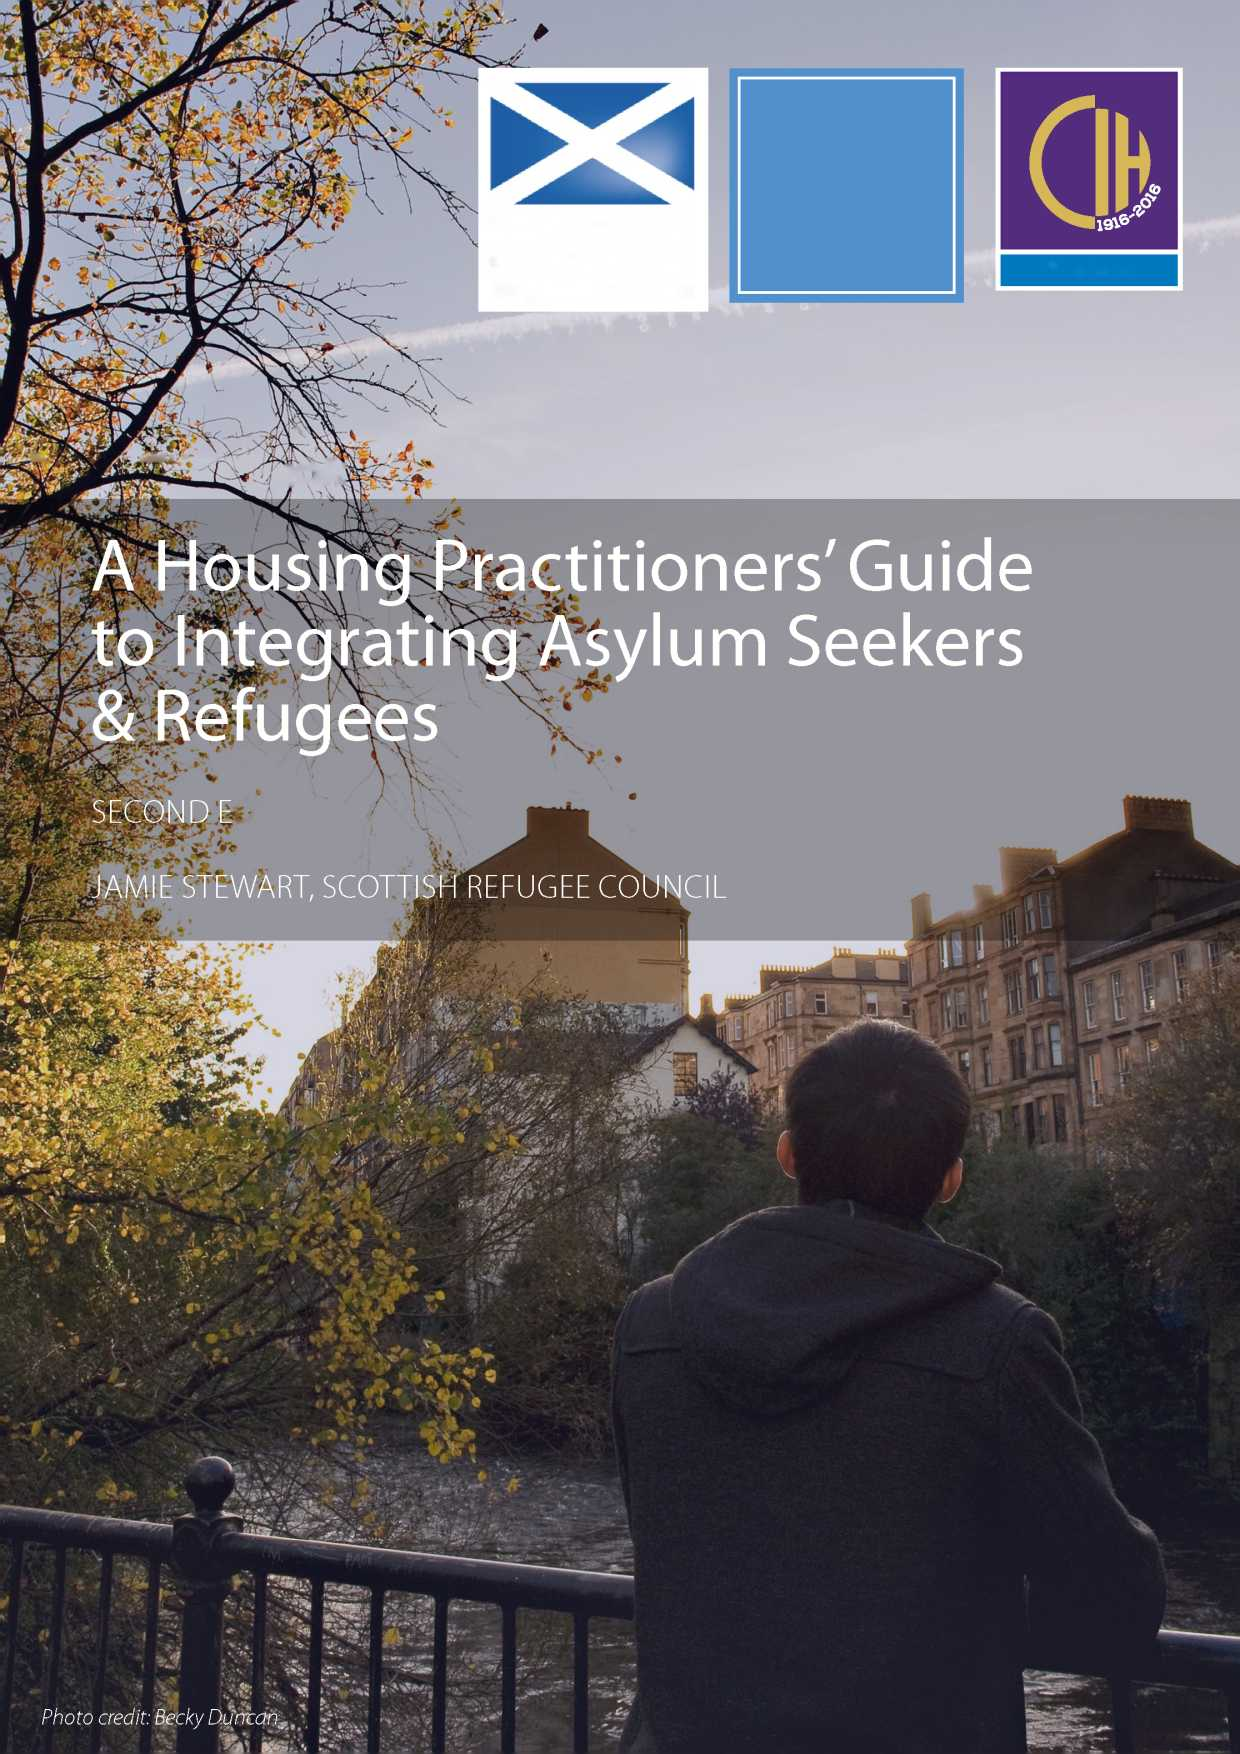 CIH
1916-2016
A Housing Practitioners’ Guide
to Integrating Asylum Seekers
& Refugees
SECOND E
JAMIE STEWART, SCOTTISH REFUGEE COUNCIL
Photo credit: Becky Duncan